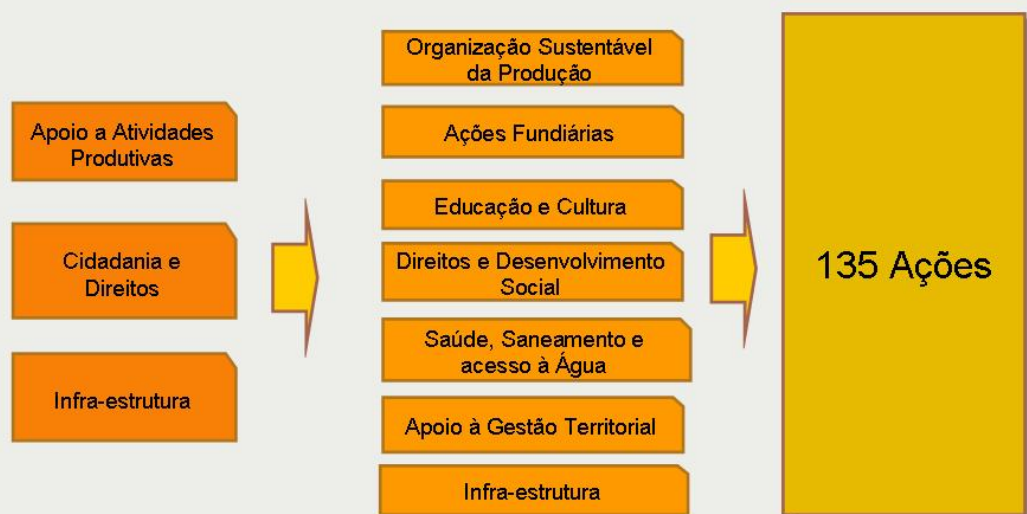 Apoio a Atividades
Produtivas
Cidadania e
Direitos
Infra-estrutura
Organização Sustentável
da Produção
Ações Fundiárias
Educação e Cultura
Direitos e Desenvolvimento
Social
Saúde, Saneamento e
acesso à Água
Apoio à Gestão Territorial
Infra-estrutura
135 Ações